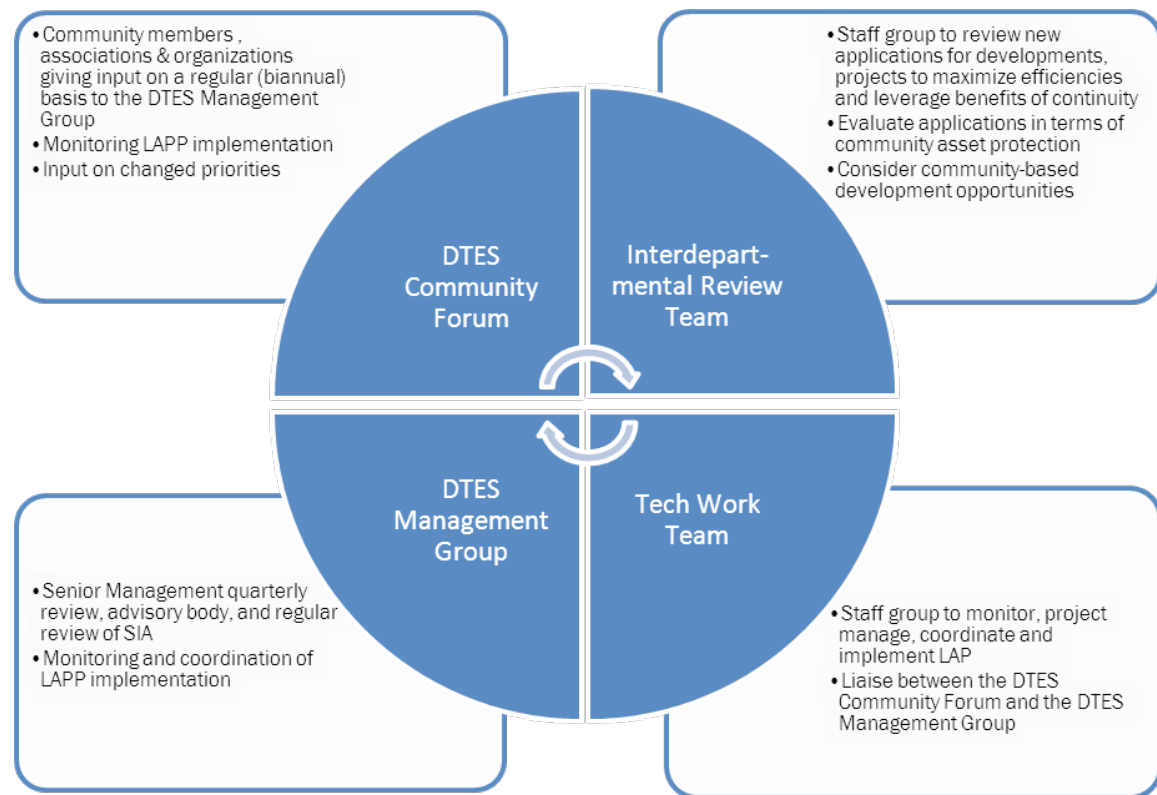 •Community members ,
associations & organizations
giving input on a regular (biannual)
basis to the DTES Management
Group
•Monitoring LAPP implementation
•Input on changed priorities
•Staff group to review new
applications for developments,
projects to maximize efficiencies
and leverage benefits of continuity
•Evaluate applications in terms of
community asset protection
•Consider community-based
development opportunities
DTES
Community
Forum
Interdepart-
mental Review
Team
DTES
Management
Group
Tech Work
Team
•Senior Management quarterly
review, advisory body, and regular
review of SIA
•Monitoring and coordination of
LAPP implementation
•Staff group to monitor, project
manage, coordinate and
implement LAP
•Liaise between the DTES
Community Forum and the DTES
Management Group